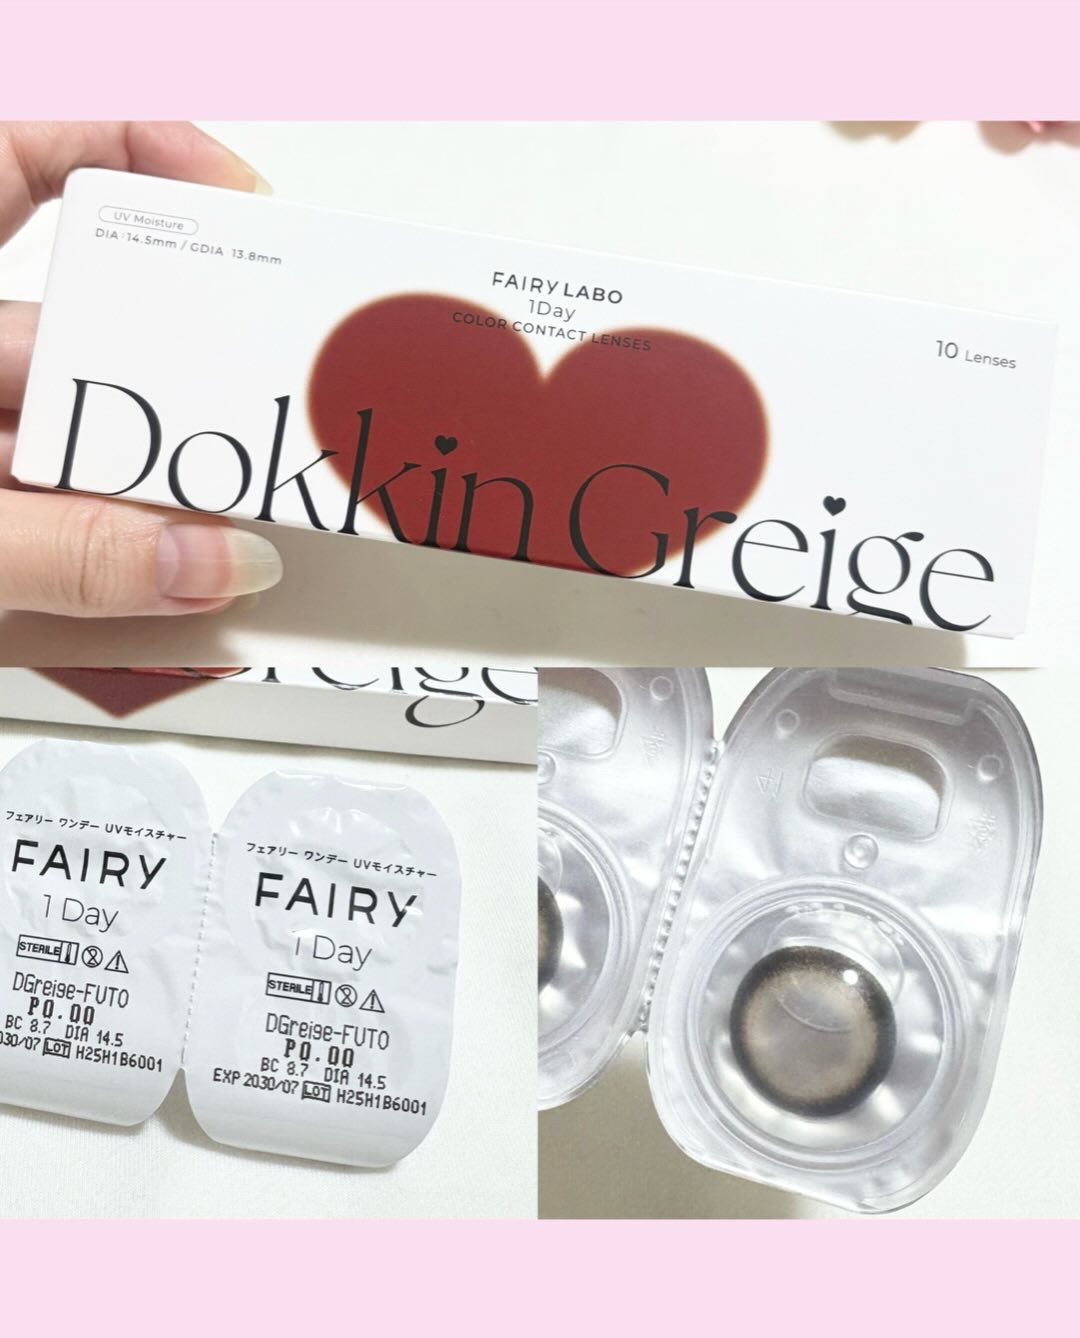 UV Moisture
DIA : 14.5mm / GDIA : 13.8mm
FAIRY LABO
1Day
COLOR CONTACT LENSES
10 Lenses
Dokkin Greige
Greige
フェアリー ワンデー UVモイスチャー
FAIRY
1 Day
STERILE
DGreige-FUTO
P0.00
BC 8.7 DIA 14.5
030/07 LOT H25H1B6001
フェアリー ワンデー UVモイスチャー
FAIRY
1 Day
STERILE
DGreige-FUTO
P0.00
BC 8.7 DIA 14.5
EXP 2030/07 LOT H25H1B6001